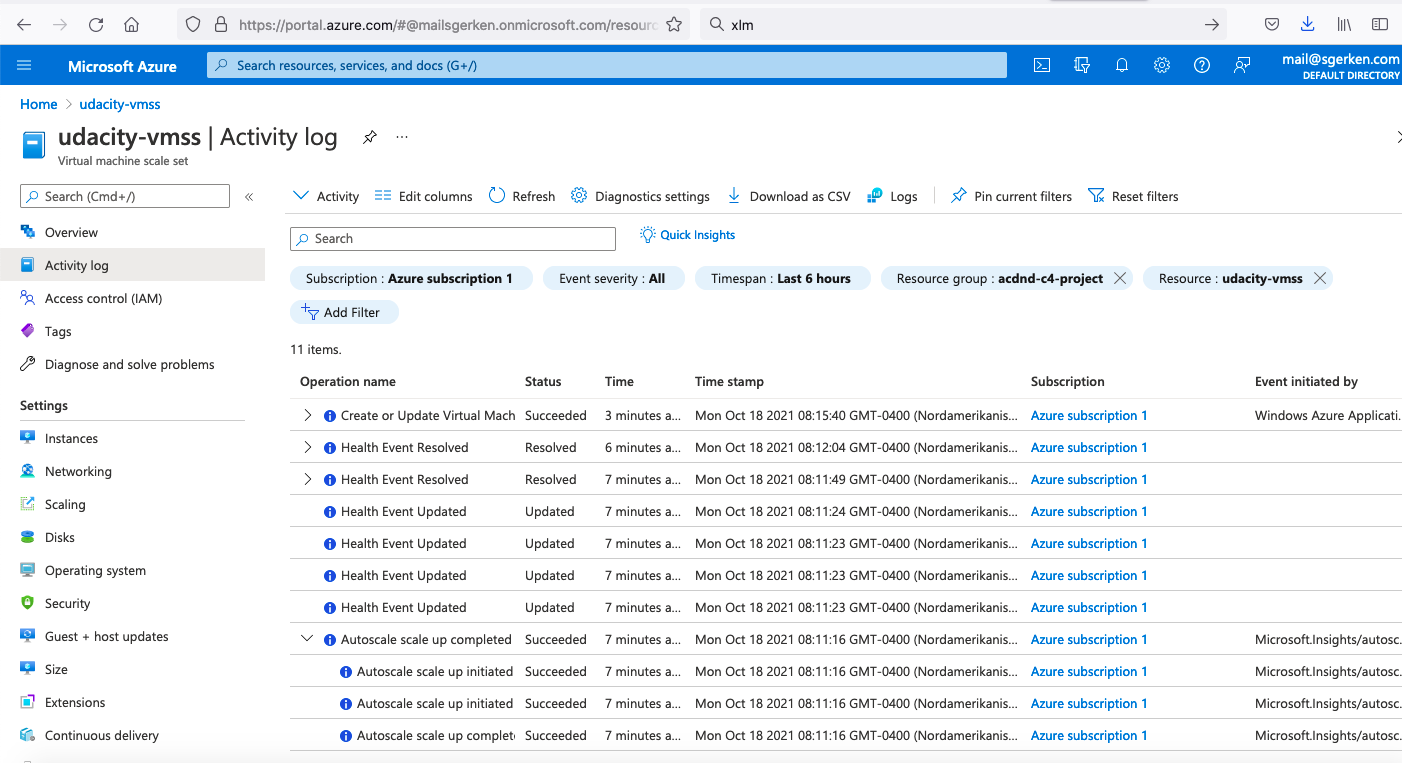 https://portal.azure.com/#@mailsgerken.onmicrosoft.com/resourc
xlm
Microsoft Azure
Search resources, services, and docs (G+/)
mail@sgerken.com
DEFAULT DIRECTORY
Home > udacity-vmss
udacity-vmss | Activity log
Virtual machine scale set
Search (Cmd+/)
«
Overview
Activity log
Access control (IAM)
Tags
Diagnose and solve problems
Settings
Instances
Networking
Scaling
Disks
Operating system
Security
Guest + host updates
Size
Extensions
Continuous delivery
Activity Edit columns Refresh Diagnostics settings Download as CSV Logs Pin current filters Reset filters
Search
Quick Insights
Subscription : Azure subscription 1 Event severity : All Timespan : Last 6 hours Resource group : acdnd-c4-project Resource : udacity-vmss
Add Filter
11 items.
Operation name Status Time Time stamp Subscription Event initiated by
Create or Update Virtual Mach Succeeded 3 minutes a... Mon Oct 18 2021 08:15:40 GMT-0400 (Nordamerikanis... Azure subscription 1 Windows Azure Applicati.
Health Event Resolved Resolved 6 minutes a... Mon Oct 18 2021 08:12:04 GMT-0400 (Nordamerikanis... Azure subscription 1
Health Event Resolved Resolved 7 minutes a... Mon Oct 18 2021 08:11:49 GMT-0400 (Nordamerikanis... Azure subscription 1
Health Event Updated Updated 7 minutes a... Mon Oct 18 2021 08:11:24 GMT-0400 (Nordamerikanis... Azure subscription 1
Health Event Updated Updated 7 minutes a... Mon Oct 18 2021 08:11:23 GMT-0400 (Nordamerikanis... Azure subscription 1
Health Event Updated Updated 7 minutes a... Mon Oct 18 2021 08:11:23 GMT-0400 (Nordamerikanis... Azure subscription 1
Health Event Updated Updated 7 minutes a... Mon Oct 18 2021 08:11:23 GMT-0400 (Nordamerikanis... Azure subscription 1
Autoscale scale up completed Succeeded 7 minutes a... Mon Oct 18 2021 08:11:16 GMT-0400 (Nordamerikanis... Azure subscription 1 Microsoft.Insights/autosc.
Autoscale scale up initiated Succeeded 7 minutes a... Mon Oct 18 2021 08:11:16 GMT-0400 (Nordamerikanis... Azure subscription 1 Microsoft.Insights/autosc.
Autoscale scale up initiated Succeeded 7 minutes a... Mon Oct 18 2021 08:11:16 GMT-0400 (Nordamerikanis... Azure subscription 1 Microsoft.Insights/autosc.
Autoscale scale up complet Succeeded 7 minutes a... Mon Oct 18 2021 08:11:16 GMT-0400 (Nordamerikanis... Azure subscription 1 Microsoft.Insights/autosc.